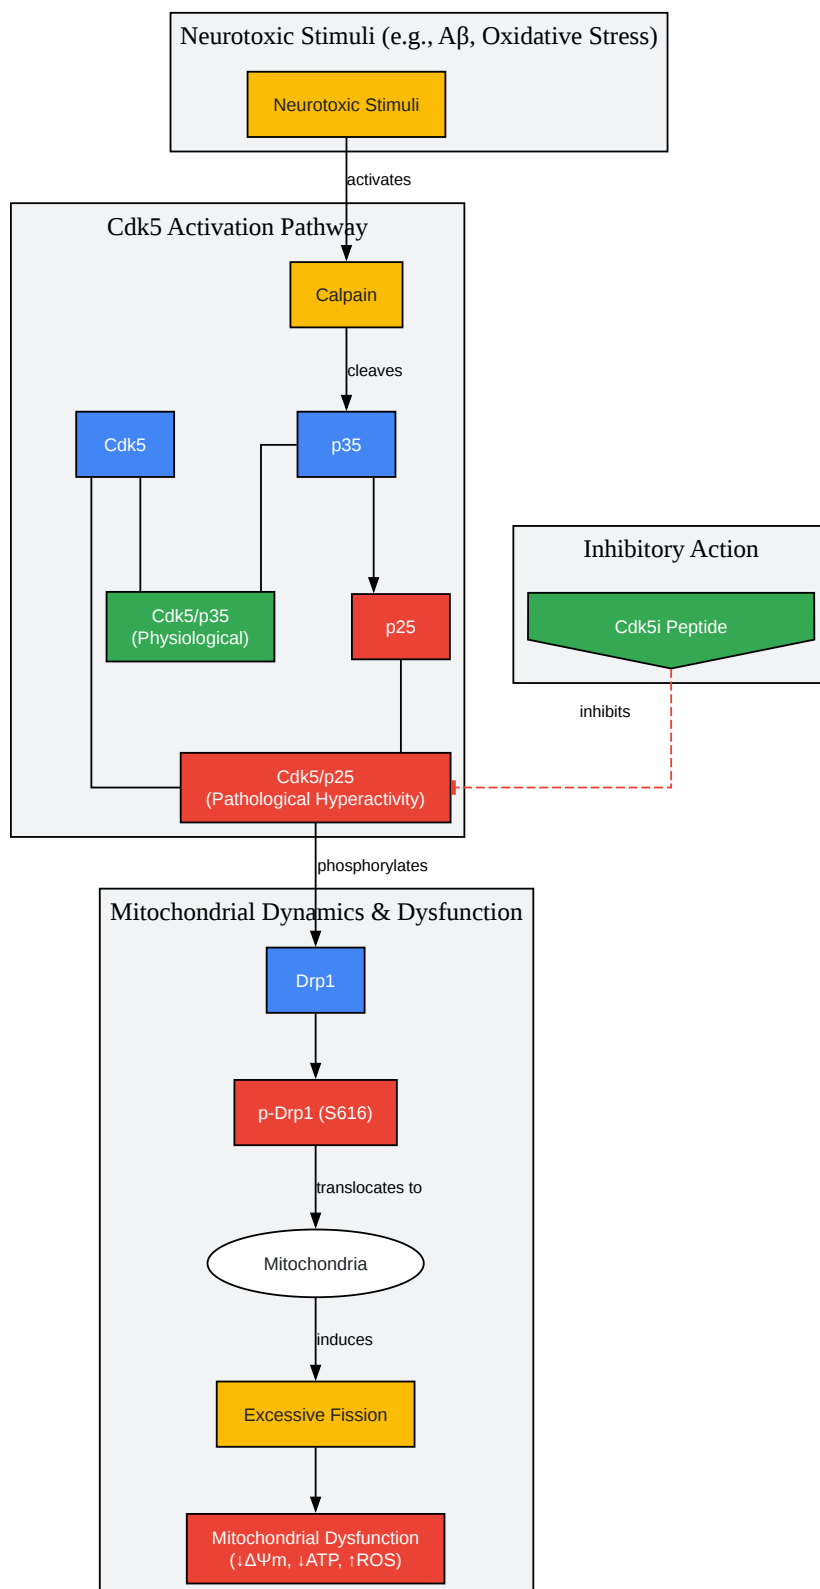 Neurotoxic Stimuli (e.g., Aβ, Oxidative Stress)
Neurotoxic Stimuli
activates
Cdk5 Activation Pathway
Calpain
cleaves
Cdk5
p35
Cdk5/p35
(Physiological)
p25
Inhibitory Action
Cdk5i Peptide
inhibits
Cdk5/p25
(Pathological Hyperactivity)
phosphorylates
Mitochondrial Dynamics & Dysfunction
Drp1
p-Drp1 (S616)
translocates to
Mitochondria
induces
Excessive Fission
Mitochondrial Dysfunction
(↓ΔΨm, ↓ATP, ↑ROS)